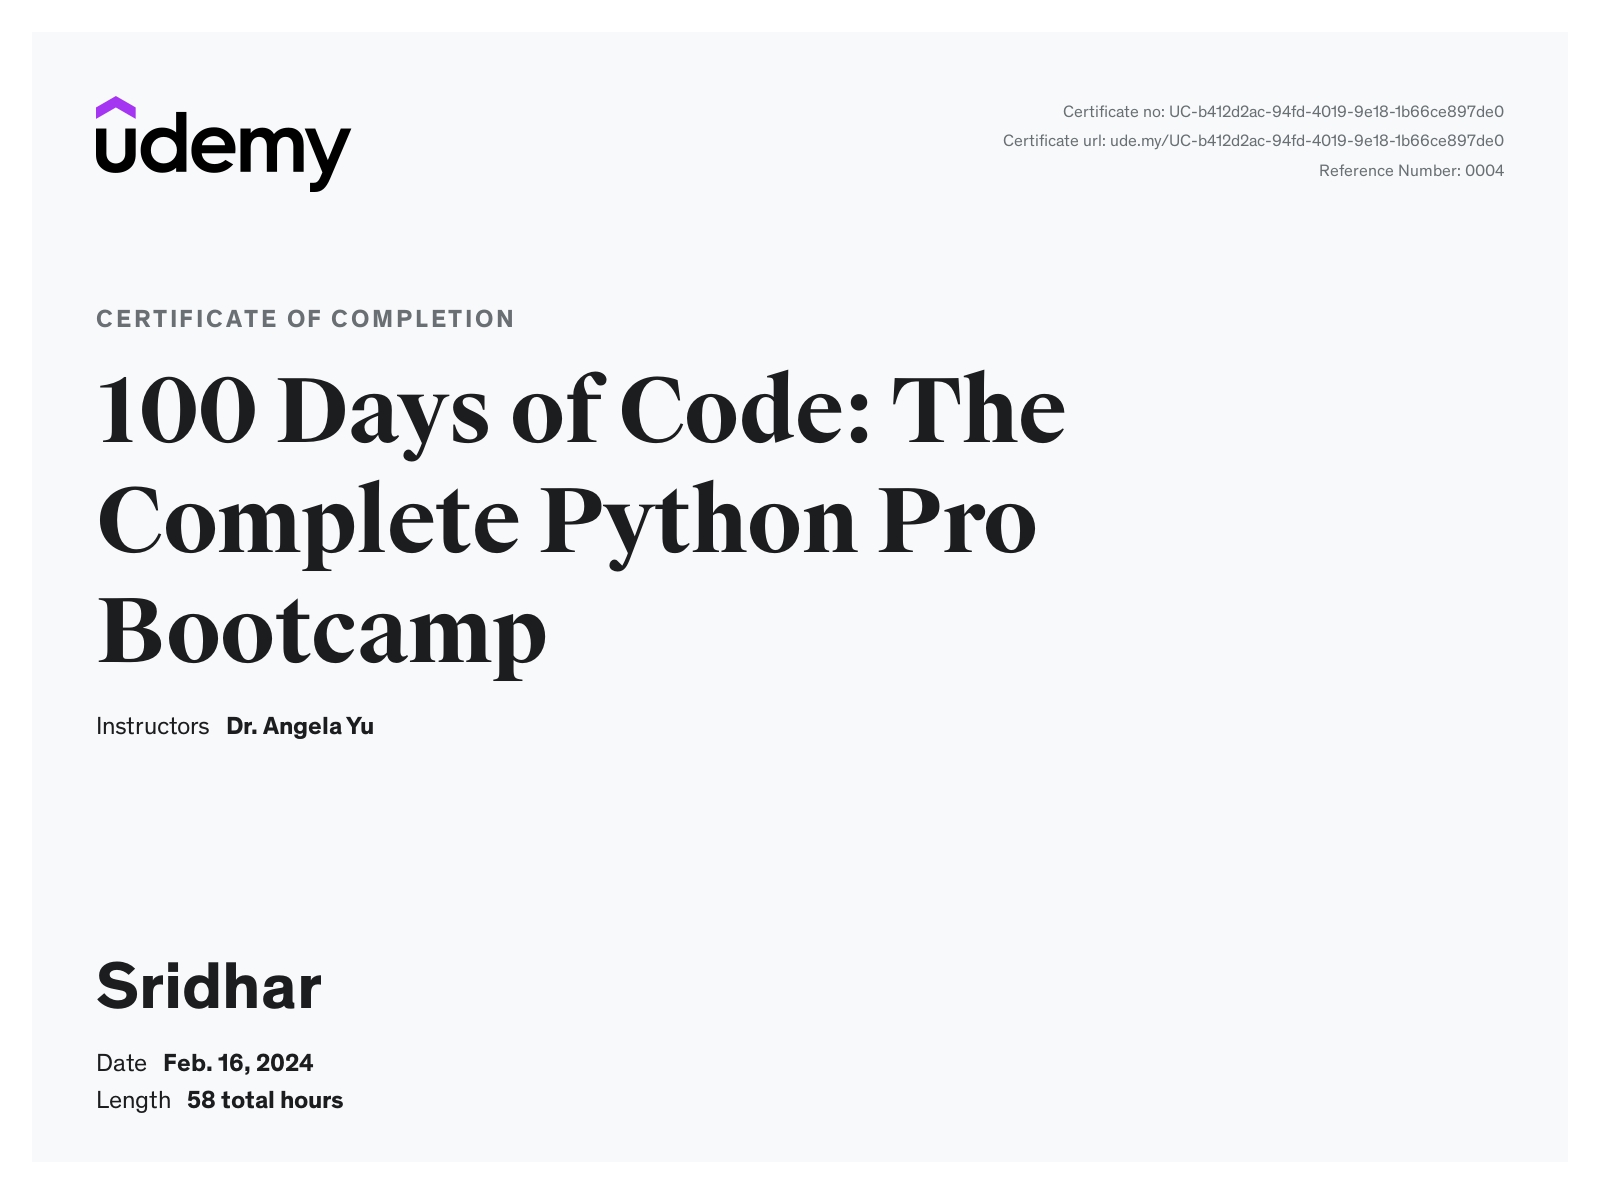 udemy
Certificate no: UC-b412d2ac-94fd-4019-9e18-1b66ce897de0
Certificate url: ude.my/UC-b412d2ac-94fd-4019-9e18-1b66ce897de0
Reference Number: 0004
CERTIFICATE OF COMPLETION
100 Days of Code: The
Complete Python Pro
Bootcamp
Instructors Dr. Angela Yu
Sridhar
Date Feb. 16, 2024
Length 58 total hours